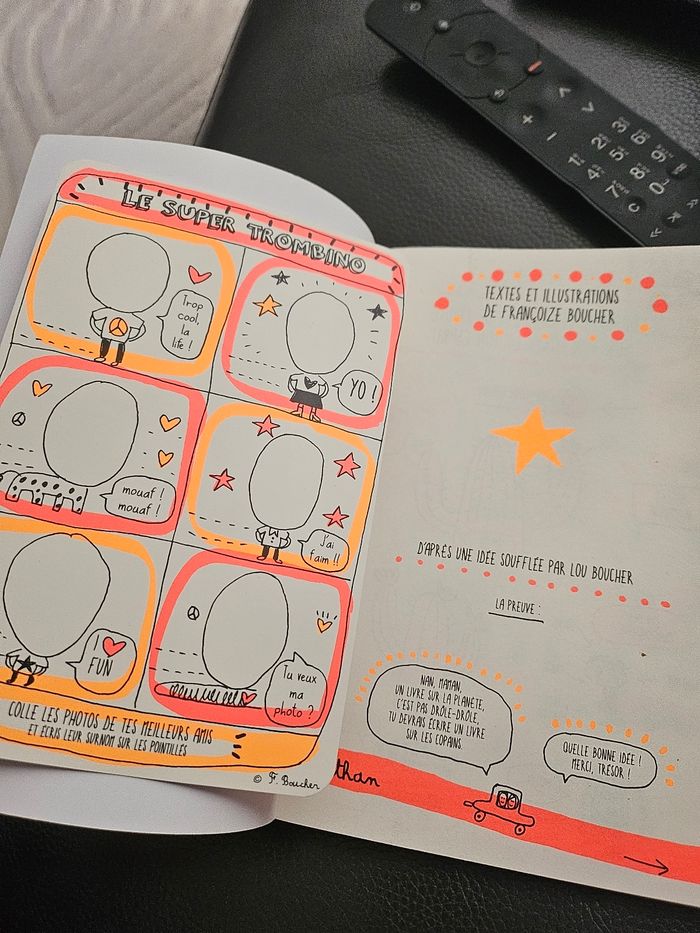 LE SUPER TROMBINO
Trop
cool,
la
life !
YO !
mouaf !
mouaf !
J'ai
faim !!
I
FUN
Tu veux
ma
photo ?
COLLE LES PHOTOS DE TES MEILLEURS AMIS
ET ÉCRIS LEUR SURNOM SUR LES POINTILLÉS
© F. Boucher
TEXTES ET ILLUSTRATIONS
DE FRANÇOIZE BOUCHER
D'APRÈS UNE IDÉE SOUFFLÉE PAR LOU BOUCHER
LA PREUVE :
NAN, MAMAN,
UN LIVRE SUR LA PLANÈTE,
C'EST PAS DRÔLE-DRÔLE,
TU DEVRAIS ÉCRIRE UN LIVRE
SUR LES COPAINS.
QUELLE BONNE IDÉE !
MERCI, TRÉSOR !
than